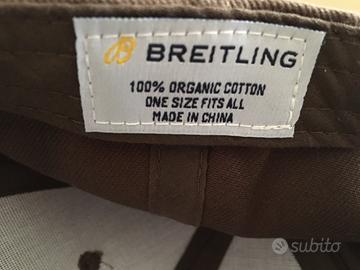 B BREITLING
100% ORGANIC COTTON
ONE SIZE FITS ALL
MADE IN CHINA
subito